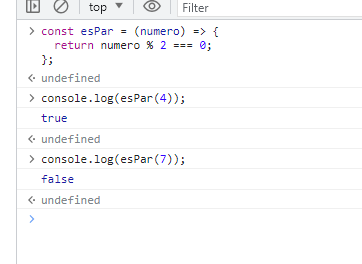 top ▼ Filter
> const esPar = (numero) => {
return numero % 2 === 0;
};
<· undefined
> console.log(esPar(4));
true
<· undefined
> console.log(esPar(7));
false
<· undefined
>